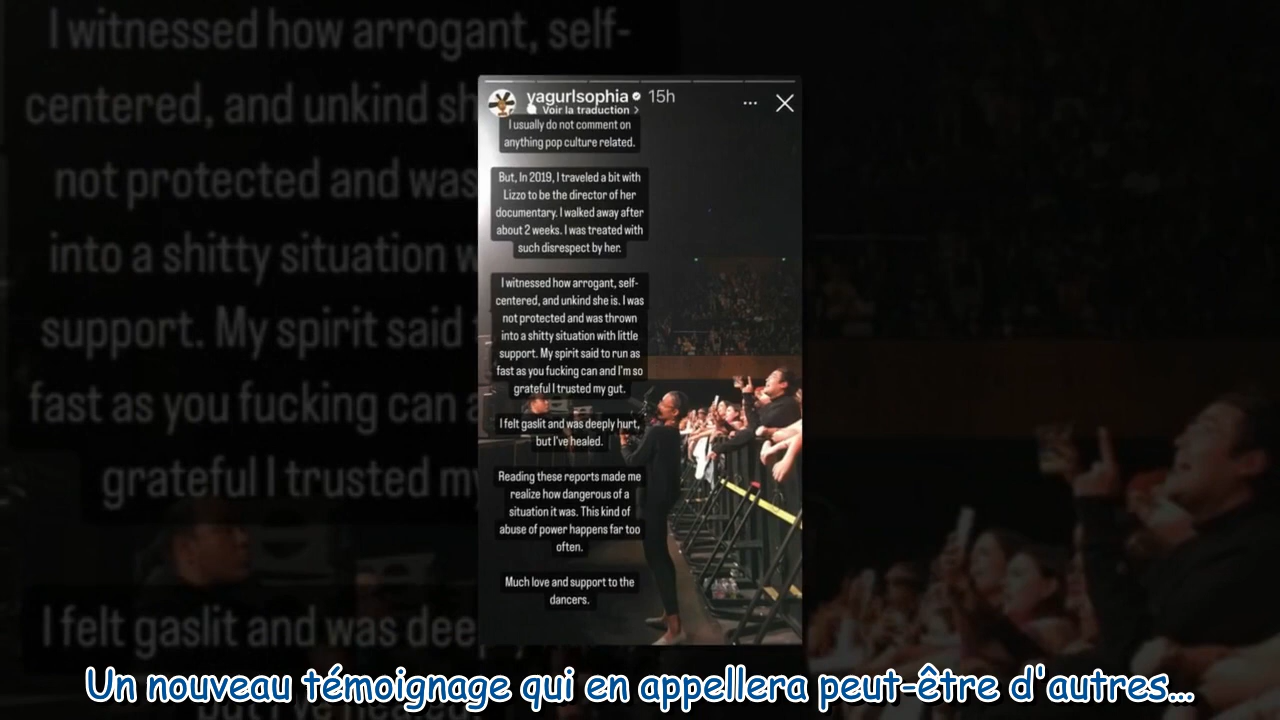 I witnessed how arrogant, self-
centered, and unkind sh
not protected and was
into a shitty situation w
support. My spirit said
fast as you fucking can a
grateful I trusted my
I felt gaslit and was dee
yagurlsophia 15h
Voir la traduction >
I usually do not comment on
anything pop culture related.
But, In 2019, I traveled a bit with
Lizzo to be the director of her
documentary. I walked away after
about 2 weeks. I was treated with
such disrespect by her.
I witnessed how arrogant, self-
centered, and unkind she is. I was
not protected and was thrown
into a shitty situation with little
support. My spirit said to run as
fast as you fucking can and I'm so
grateful I trusted my gut.
I felt gaslit and was deeply hurt,
but I've healed.
Reading these reports made me
realize how dangerous of a
situation it was. This kind of
abuse of power happens far too
often.
Much love and support to the
dancers.
Un nouveau témoignage qui en appellera peut-être d'autres...